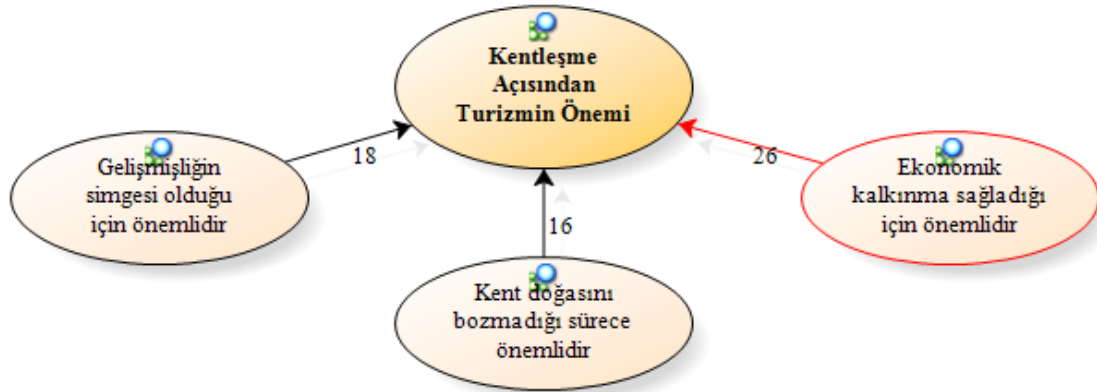 Kentleşme
Açısından
Turizmin Önemi
18
26
Gelişmişliğin
simgesi olduğu
için önemlidir
Ekonomik
kalkınma sağladığı
için önemlidir
16
Kent doğasını
bozmadığı sürece
önemlidir